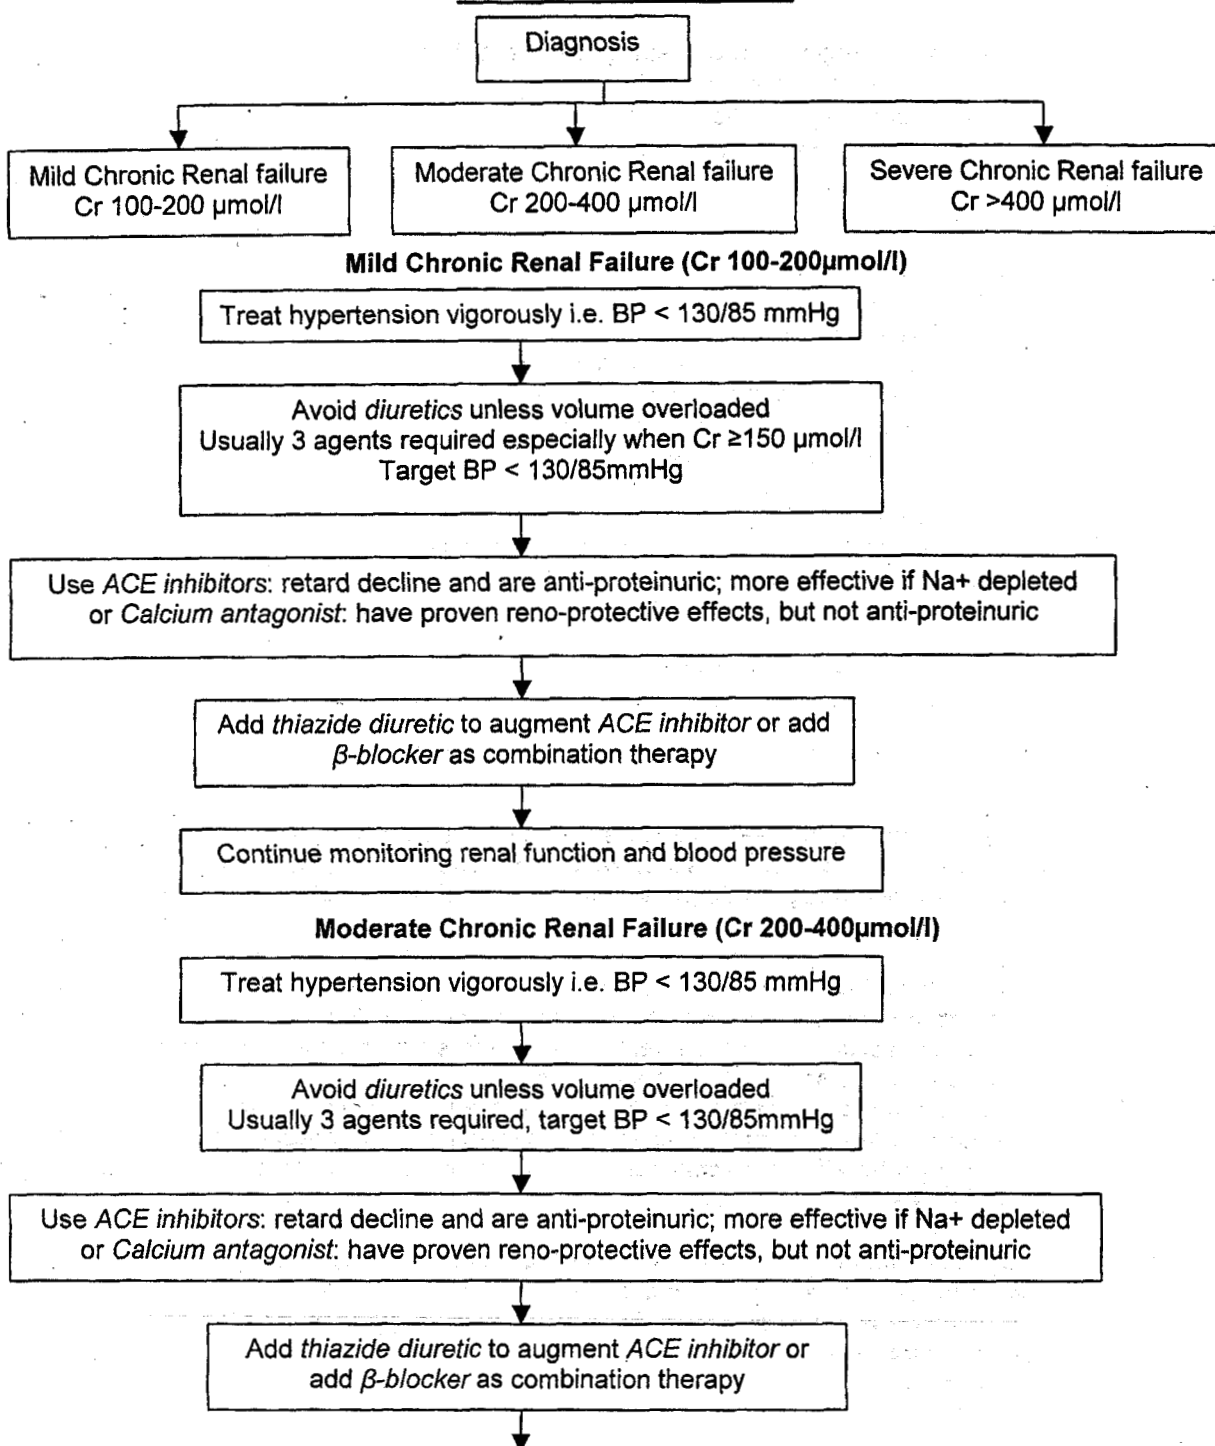 Diagnosis
Mild Chronic Renal failure
Cr 100-200 µmol/l
Moderate Chronic Renal failure
Cr 200-400 µmol/l
Severe Chronic Renal failure
Cr >400 µmol/l
Mild Chronic Renal Failure (Cr 100-200µmol/l)
Treat hypertension vigorously i.e. BP < 130/85 mmHg
Avoid diuretics unless volume overloaded
Usually 3 agents required especially when Cr ≥150 µmol/l
Target BP < 130/85mmHg
Use ACE inhibitors: retard decline and are anti-proteinuric; more effective if Na+ depleted
or Calcium antagonist: have proven reno-protective effects, but not anti-proteinuric
Add thiazide diuretic to augment ACE inhibitor or add
β-blocker as combination therapy
Continue monitoring renal function and blood pressure
Moderate Chronic Renal Failure (Cr 200-400µmol/l)
Treat hypertension vigorously i.e. BP < 130/85 mmHg
Avoid diuretics unless volume overloaded
Usually 3 agents required, target BP < 130/85mmHg
Use ACE inhibitors: retard decline and are anti-proteinuric; more effective if Na+ depleted
or Calcium antagonist: have proven reno-protective effects, but not anti-proteinuric
Add thiazide diuretic to augment ACE inhibitor or
add β-blocker as combination therapy